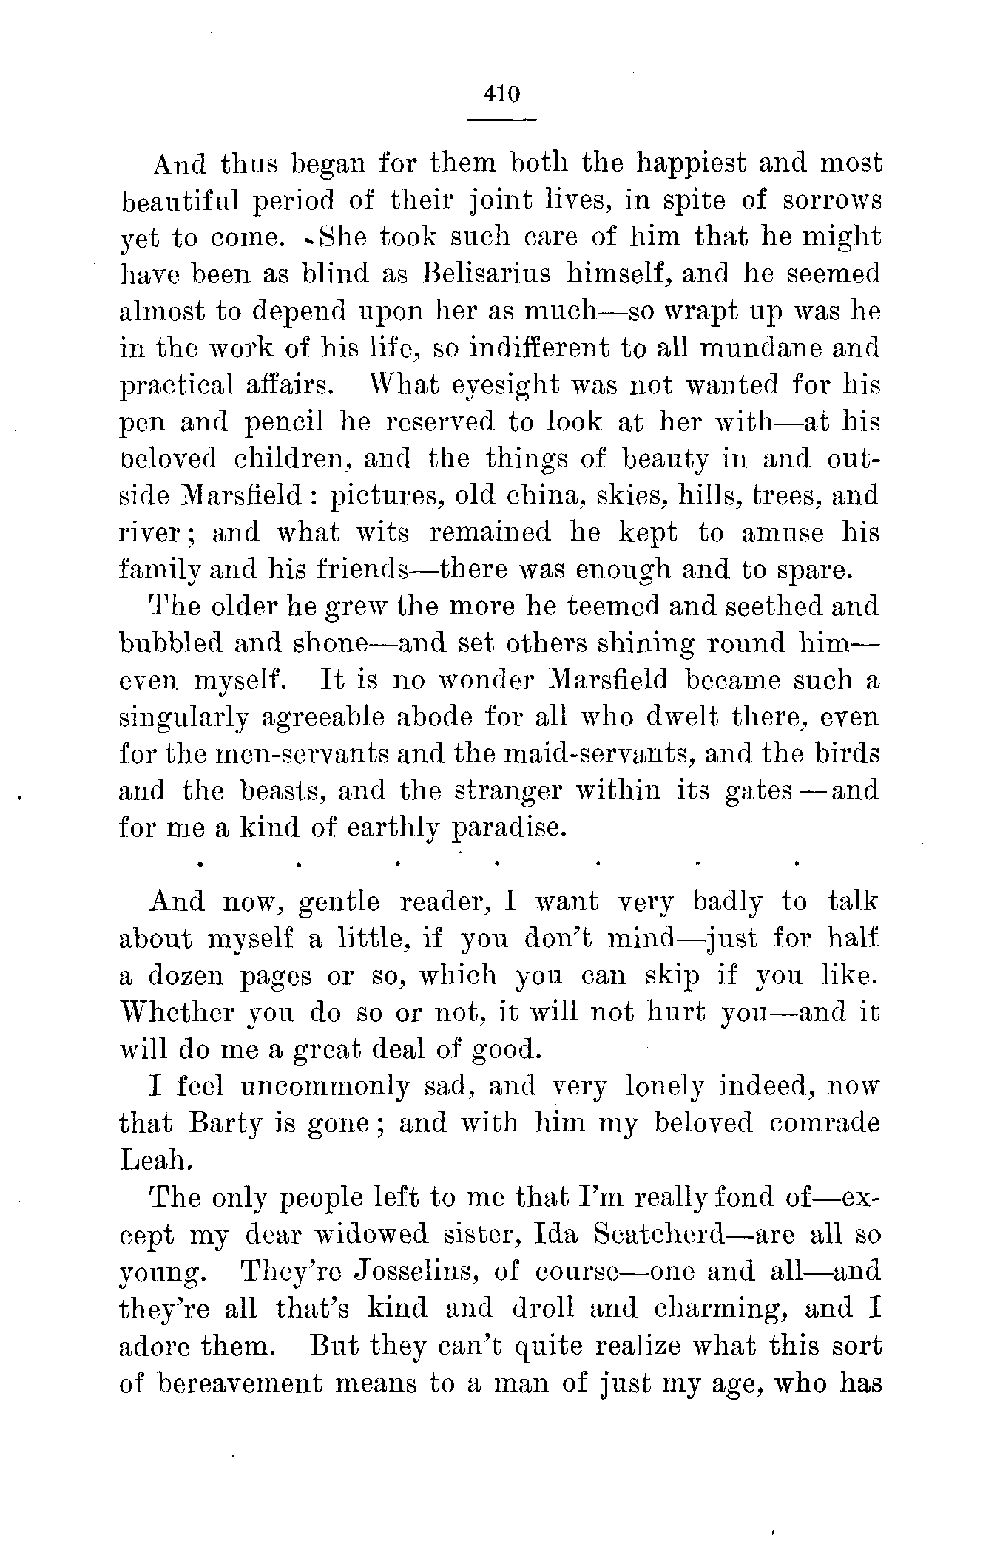 410
And thus began for them both the happiest and most
beautiful period of their joint lives, in spite of sorrows
yet to come. She took such care of him that he might
have been as blind as Belisarius himself, and he seemed
almost to depend upon her as much—so wrapt up was he
in the work of his life, so indifferent to all mundane and
practical affairs. What eyesight was not wanted for his
pen and pencil he reserved to look at her with—at his
beloved children, and the things of beauty in and out-
side Marsfield : pictures, old china, skies, hills, trees, and
river ; and what wits remained he kept to amuse his
family and his friends—there was enough and to spare.
The older he grew the more he teemed and seethed and
bubbled and shone—and set others shining round him—
even myself. It is no wonder Marsfield became such a
singularly agreeable abode for all who dwelt there, even
for the men-servants and the maid-servants, and the birds
and the beasts, and the stranger within its gates—and
for me a kind of earthly paradise.
. . . . . . .
And now, gentle reader, I want very badly to talk
about myself a little, if you don't mind—just for half
a dozen pages or so, which you can skip if you like.
Whether you do so or not, it will not hurt you—and it
will do me a great deal of good.
I feel uncommonly sad, and very lonely indeed, now
that Barty is gone ; and with him my beloved comrade
Leah.
The only people left to me that I'm really fond of—ex-
cept my dear widowed sister, Ida Scatcherd—are all so
young. They're Josselins, of course—one and all—and
they're all that's kind and droll and charming, and I
adore them. But they can't quite realize what this sort
of bereavement means to a man of just my age, who has